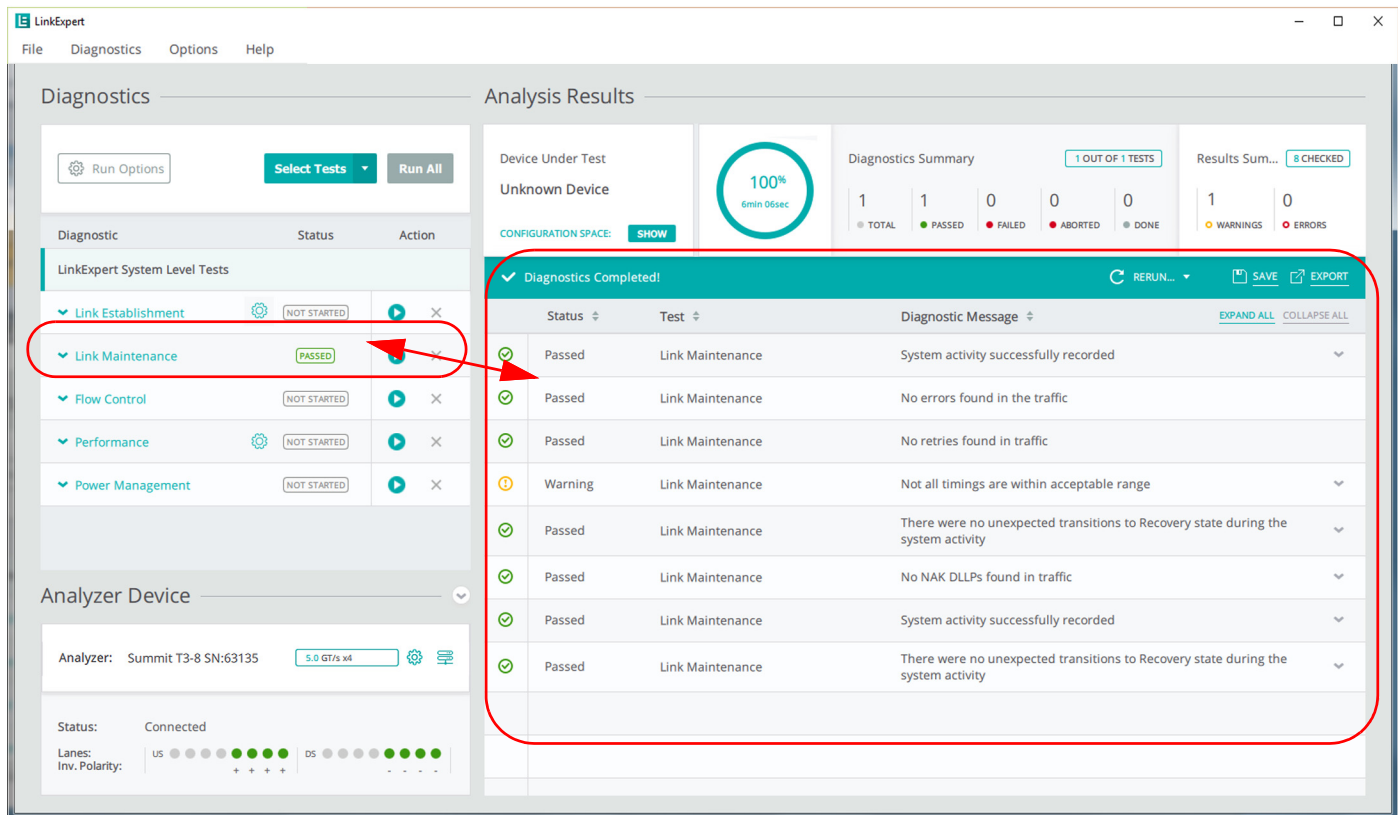 LinkExpert
File Diagnostics Options Help
Diagnostics
Run Options Select Tests Run All
Diagnostic Status Action
LinkExpert System Level Tests
Link Establishment NOT STARTED
Link Maintenance PASSED
Flow Control NOT STARTED
Performance NOT STARTED
Power Management NOT STARTED
Analyzer Device
Analyzer: Summit T3-8 SN:63135 5.0 GT/s x4
Status: Connected
Lanes: US DS
Inv. Polarity: + + + + - - - -
Analysis Results
Device Under Test
Unknown Device
CONFIGURATION SPACE: SHOW
100%
6min 06sec
Diagnostics Summary 1 OUT OF 1 TESTS
1 1 0 0 0
TOTAL PASSED FAILED ABORTED DONE
Results Sum... 8 CHECKED
1 0
WARNINGS ERRORS
Diagnostics Completed! RERUN... SAVE EXPORT
Status Test Diagnostic Message EXPAND ALL COLLAPSE ALL
Passed Link Maintenance System activity successfully recorded
Passed Link Maintenance No errors found in the traffic
Passed Link Maintenance No retries found in traffic
Warning Link Maintenance Not all timings are within acceptable range
Passed Link Maintenance There were no unexpected transitions to Recovery state during the
system activity
Passed Link Maintenance No NAK DLLPs found in traffic
Passed Link Maintenance System activity successfully recorded
Passed Link Maintenance There were no unexpected transitions to Recovery state during the
system activity